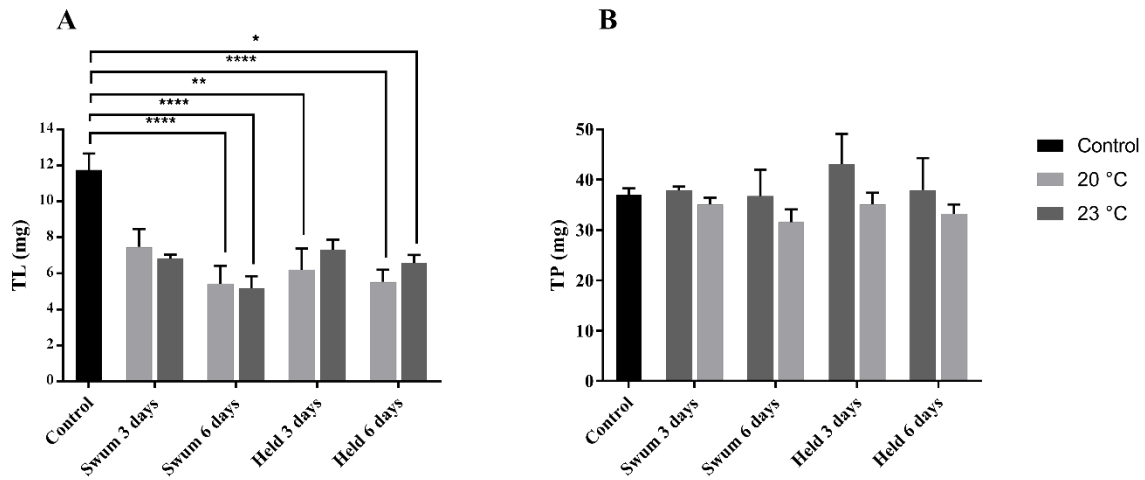 A
*
****
**
****
****
14
12
10
8
6
4
2
0
TL (mg)
Control
Swum 3 days
Swum 6 days
Held 3 days
Held 6 days
B
50
40
30
20
10
0
TP (mg)
Control
Swum 3 days
Swum 6 days
Held 3 days
Held 6 days
Control
20 °C
23 °C